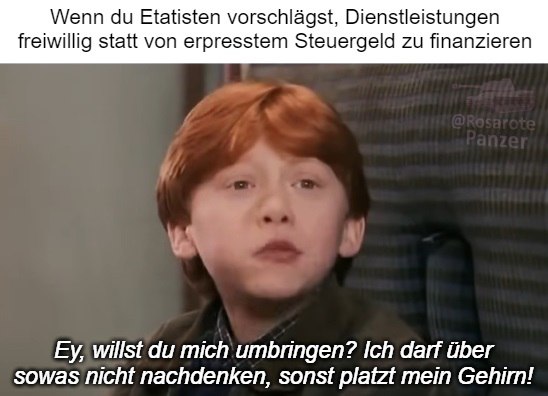 Wenn du Etatisten vorschlägst, Dienstleistungen
freiwillig statt von erpresstem Steuergeld zu finanzieren
@Rosarote
Panzer
Ey, willst du mich umbringen? Ich darf über
sowas nicht nachdenken, sonst platzt mein Gehirn!